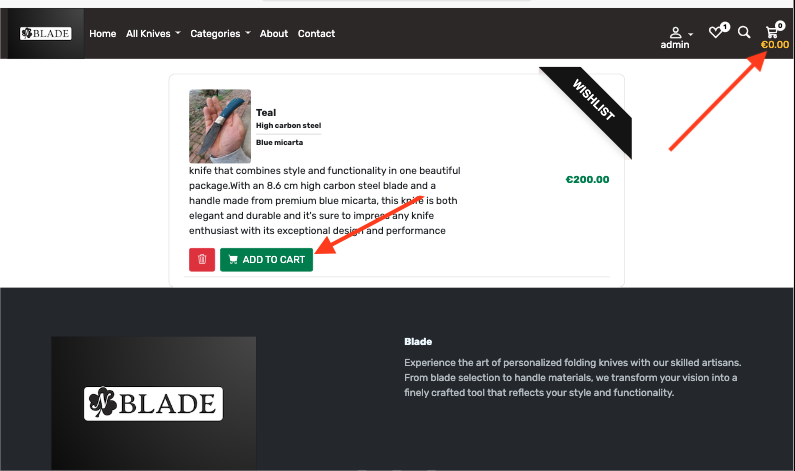 BLADE
Home All Knives Categories About Contact
admin
1
0
€0.00
WISHLIST
Teal
High carbon steel
Blue micarta
knife that combines style and functionality in one beautiful
package.With an 8.6 cm high carbon steel blade and a
handle made from premium blue micarta, this knife is both
elegant and durable and it's sure to impress any knife
enthusiast with its exceptional design and performance
€200.00
ADD TO CART
N BLADE
Blade
Experience the art of personalized folding knives with our skilled artisans.
From blade selection to handle materials, we transform your vision into a
finely crafted tool that reflects your style and functionality.